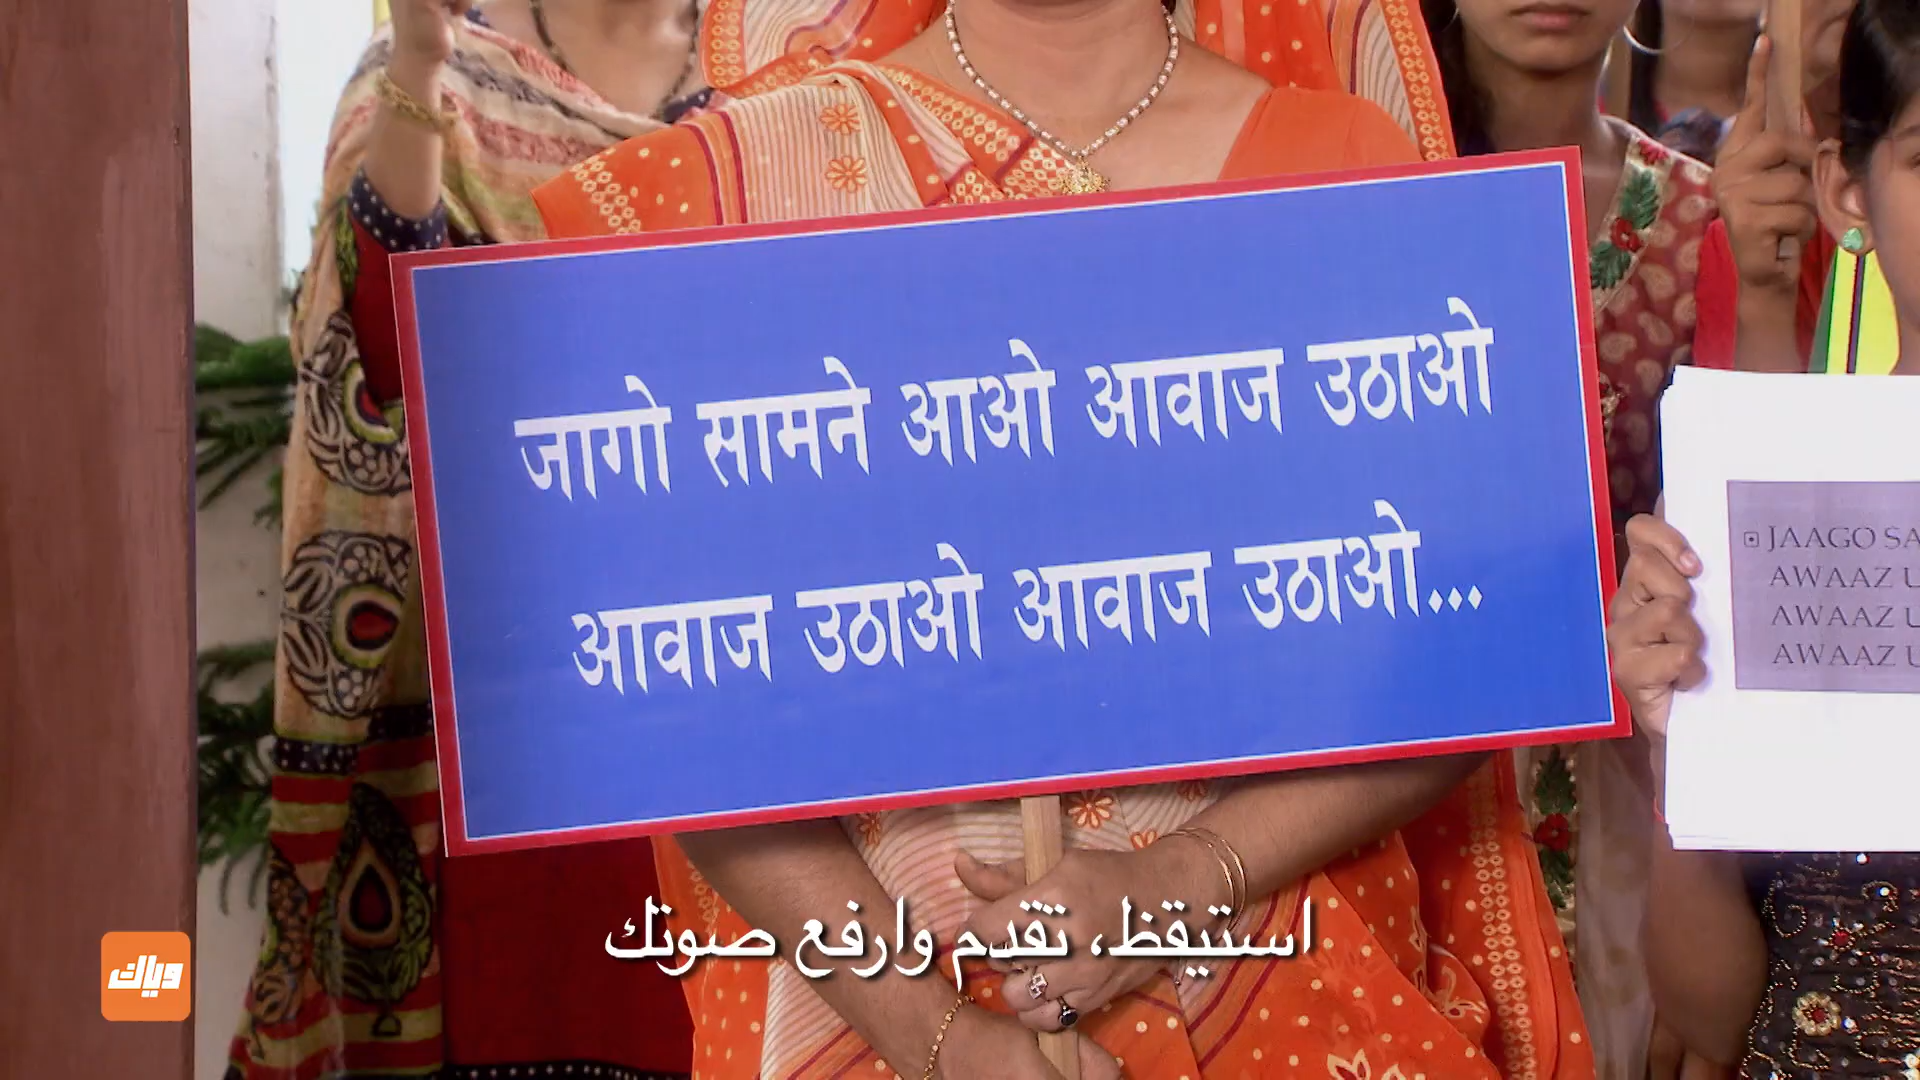 जागो सामने आओ आवाज उठाओ
आवाज उठाओ आवाज उठाओ...
JAAGO SA
AWAAZ U
AWAAZ U
AWAAZ U
استيقظ، تقدم وارفع صوتك
وياك